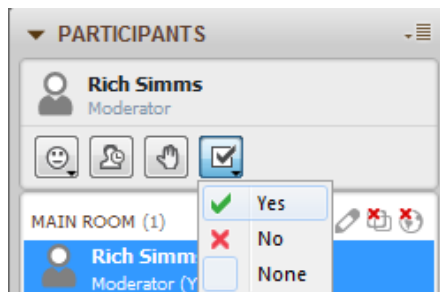 PARTICIPANTS
Rich Simms
Moderator
Yes
MAIN ROOM (1)
No
Rich Simm
Moderator (Y
None